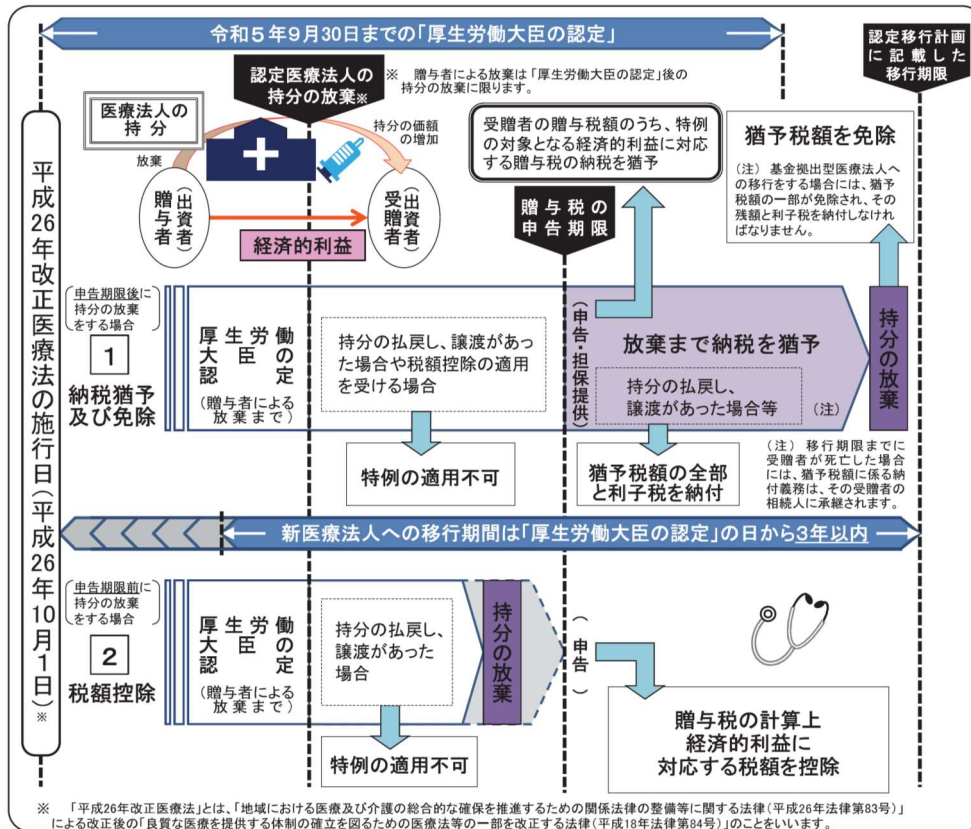 令和5年9月30日までの「厚生労働大臣の認定」
認定移行計画
に記載した
移行期限
認定医療法人の
持分の放棄※
※ 贈与者による放棄は「厚生労働大臣の認定」後の
持分の放棄に限ります。
医療法人の
持分
放棄
持分の価額
の増加
贈与者
(出資者)
受贈者
(出資者)
経済的利益
受贈者の贈与税額のうち、特例
の対象となる経済的利益に対応
する贈与税の納税を猶予
贈与税の
申告期限
猶予税額を免除
(注) 基金拠出型医療法人へ
の移行をする場合には、猶予
税額の一部が免除され、その
残額と利子税を納付しなけれ
ばなりません。
平成26年改正医療法の施行日(平成26年10月1日)※
申告期限後に
持分の放棄
をする場合
1
納税猶予
及び免除
厚生労働
大臣の
認定
(贈与者による
放棄まで)
持分の払戻し、譲渡があっ
た場合や税額控除の適用
を受ける場合
特例の適用不可
(申告・担保提供)
放棄まで納税を猶予
持分の払戻し、
譲渡があった場合等
(注)
持分の放棄
猶予税額の全部
と利子税を納付
(注) 移行期限までに
受贈者が死亡した場合
には、猶予税額に係る納
付義務は、その受贈者の
相続人に承継されます。
新医療法人への移行期間は「厚生労働大臣の認定」の日から3年以内
申告期限前に
持分の放棄
をする場合
2
税額控除
厚生労働
大臣の
認定
(贈与者による
放棄まで)
持分の払戻し、
譲渡があった
場合
特例の適用不可
持分の放棄
(申告)
贈与税の計算上
経済的利益に
対応する税額を控除
※ 「平成26年改正医療法」とは、「地域における医療及び介護の総合的な確保を推進するための関係法律の整備等に関する法律(平成26年法律第83号)」
による改正後の「良質な医療を提供する体制の確立を図るための医療法等の一部を改正する法律(平成18年法律第84号)」のことをいいます。